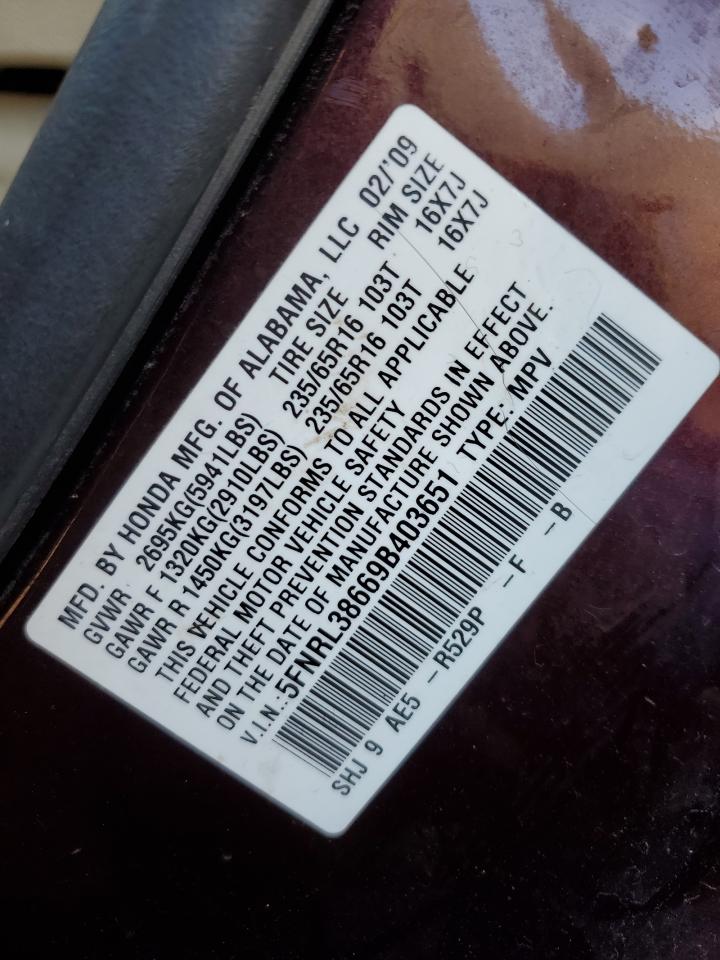 MFD. BY HONDA MFG. OF ALABAMA, LLC 02/'09
GVWR 2695KG(5941LBS) TIRE SIZE RIM SIZE
GAWR F 1320KG(2910LBS) 235/65R16 103T 16X7J
GAWR R 1450KG(3197LBS) 235/65R16 103T 16X7J
THIS VEHICLE CONFORMS TO ALL APPLICABLE
FEDERAL MOTOR VEHICLE SAFETY
AND THEFT PREVENTION STANDARDS IN EFFECT
ON THE DATE OF MANUFACTURE SHOWN ABOVE.
V.I.N.:5FNRL38669B403651 TYPE: MPV
SHJ 9 AE5 - R529P - F - B